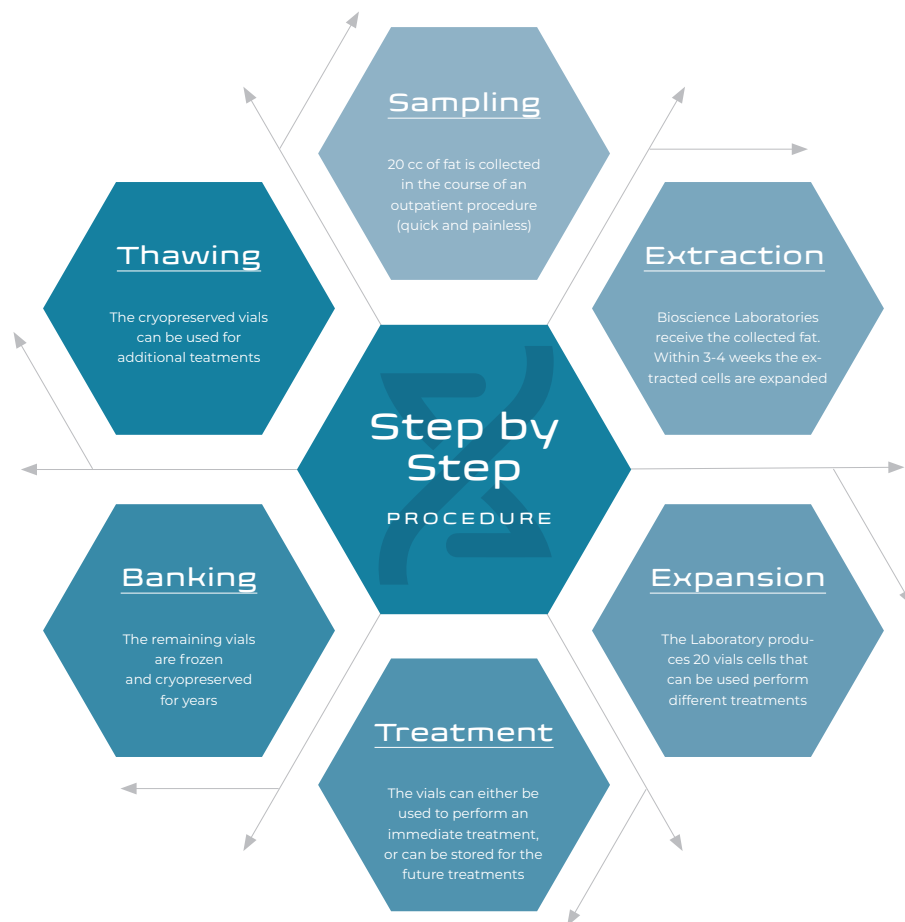 Step by
Step
PROCEDURE
Sampling
20 cc of fat is collected
in the course of an
outpatient procedure
(quick and painless)
Extraction
Bioscience Laboratories
receive the collected fat.
Within 3-4 weeks the ex-
tracted cells are expanded
Expansion
The Laboratory produ-
ces 20 vials cells that
can be used perform
different treatments
Treatment
The vials can either be
used to perform an
immediate treatment,
or can be stored for the
future treatments
Banking
The remaining vials
are frozen
and cryopreserved
for years
Thawing
The cryopreserved vials
can be used for
additional teatments